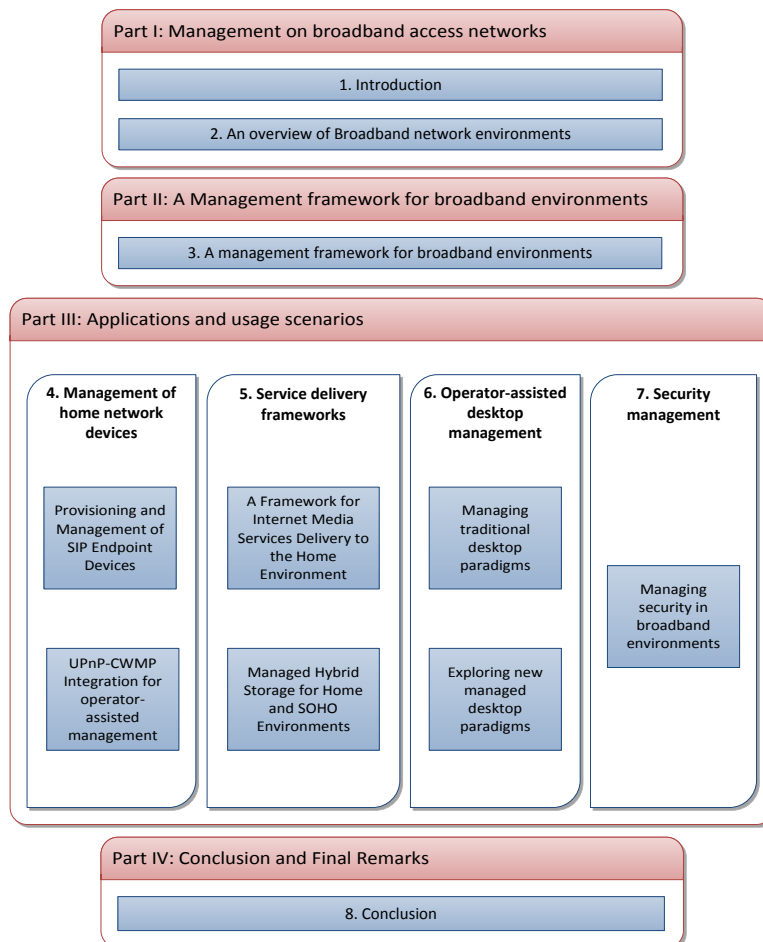 Part I: Management on broadband access networks
1. Introduction
2. An overview of Broadband network environments
Part II: A Management framework for broadband environments
3. A management framework for broadband environments
Part III: Applications and usage scenarios
4. Management of
home network
devices
Provisioning and
Management of
SIP Endpoint
Devices
UPnP-CWMP
Integration for
operator-
assisted
management
5. Service delivery
frameworks
A Framework for
Internet Media
Services Delivery to
the Home
Environment
Managed Hybrid
Storage for Home
and SOHO
Environments
6. Operator-assisted
desktop
management
Managing
traditional
desktop
paradigms
Exploring new
managed
desktop
paradigms
7. Security
management
Managing
security in
broadband
environments
Part IV: Conclusion and Final Remarks
8. Conclusion